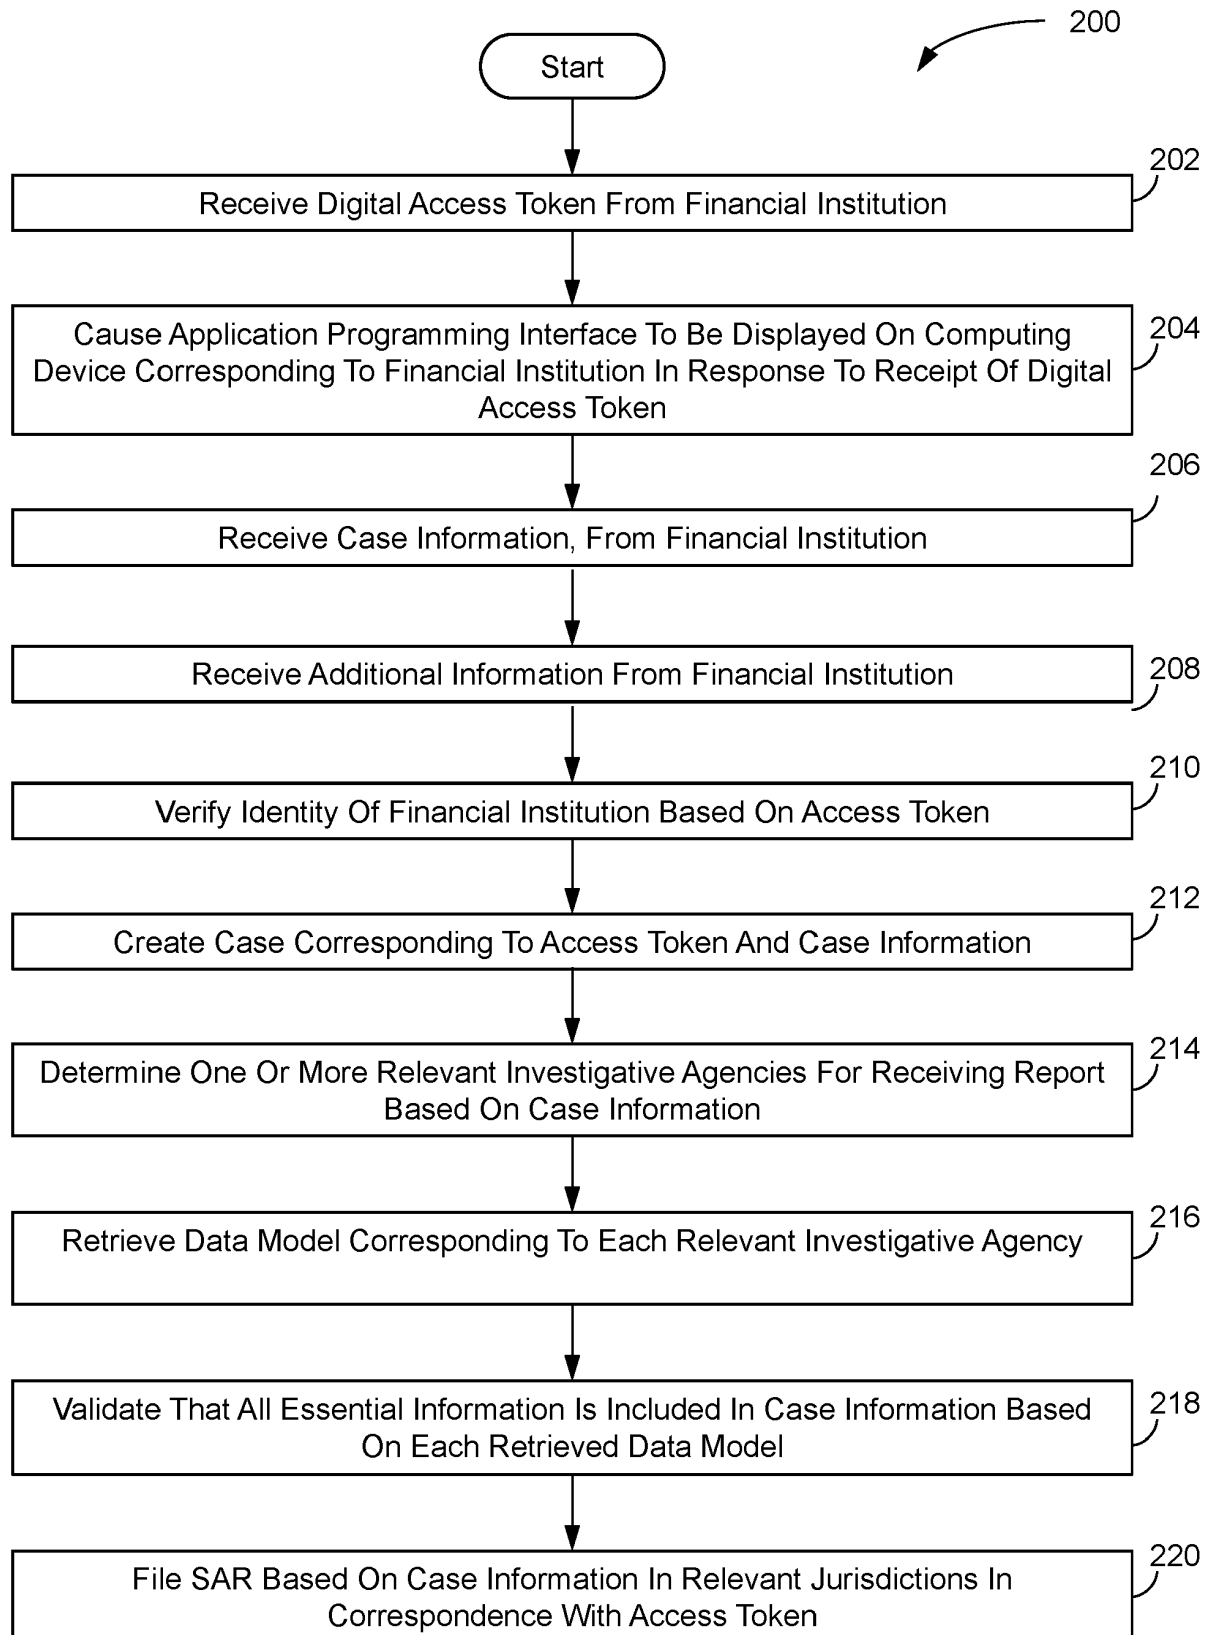 200
Start
202
Receive Digital Access Token From Financial Institution
204
Cause Application Programming Interface To Be Displayed On Computing
Device Corresponding To Financial Institution In Response To Receipt Of Digital
Access Token
206
Receive Case Information, From Financial Institution
208
Receive Additional Information From Financial Institution
210
Verify Identity Of Financial Institution Based On Access Token
212
Create Case Corresponding To Access Token And Case Information
214
Determine One Or More Relevant Investigative Agencies For Receiving Report
Based On Case Information
216
Retrieve Data Model Corresponding To Each Relevant Investigative Agency
218
Validate That All Essential Information Is Included In Case Information Based
On Each Retrieved Data Model
220
File SAR Based On Case Information In Relevant Jurisdictions In
Correspondence With Access Token